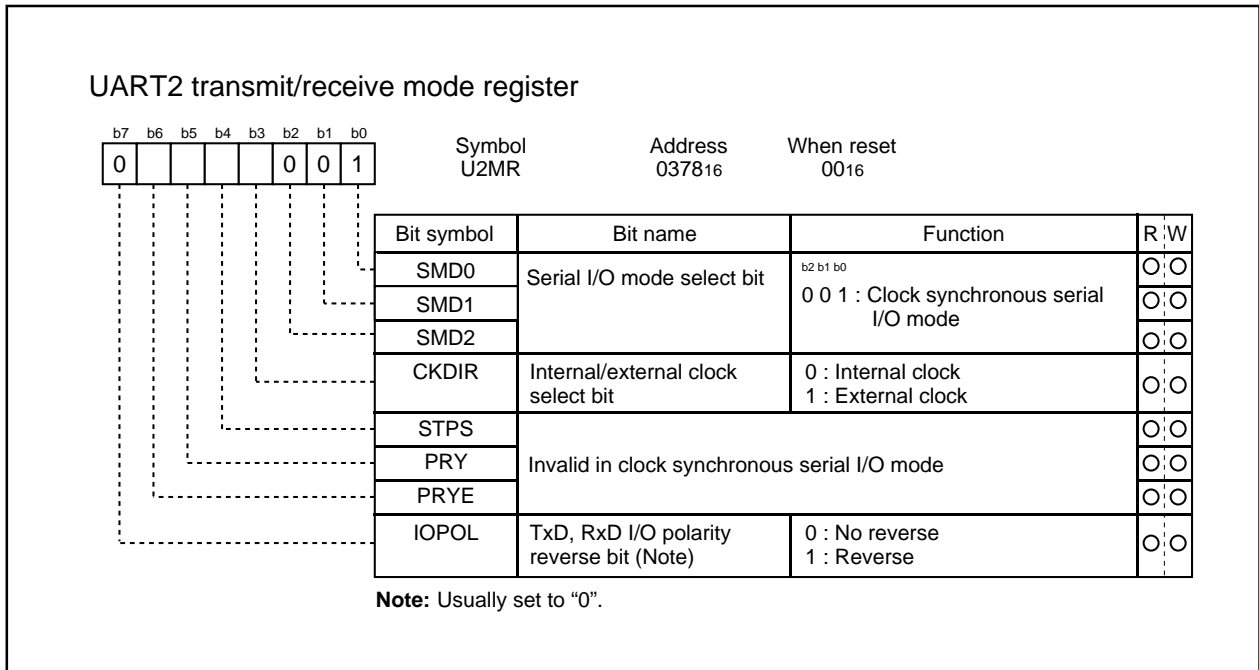 UART2 transmit/receive mode register
b7 b6 b5 b4 b3 b2 b1 b0
0 0 0 1
Symbol Address When reset
U2MR 037816 0016
Bit symbol Bit name Function R W
SMD0 Serial I/O mode select bit b2 b1 b0
SMD1 0 0 1 : Clock synchronous serial
I/O mode
SMD2
CKDIR Internal/external clock 0 : Internal clock
select bit 1 : External clock
STPS
PRY Invalid in clock synchronous serial I/O mode
PRYE
IOPOL TxD, RxD I/O polarity 0 : No reverse
reverse bit (Note) 1 : Reverse
Note: Usually set to “0”.